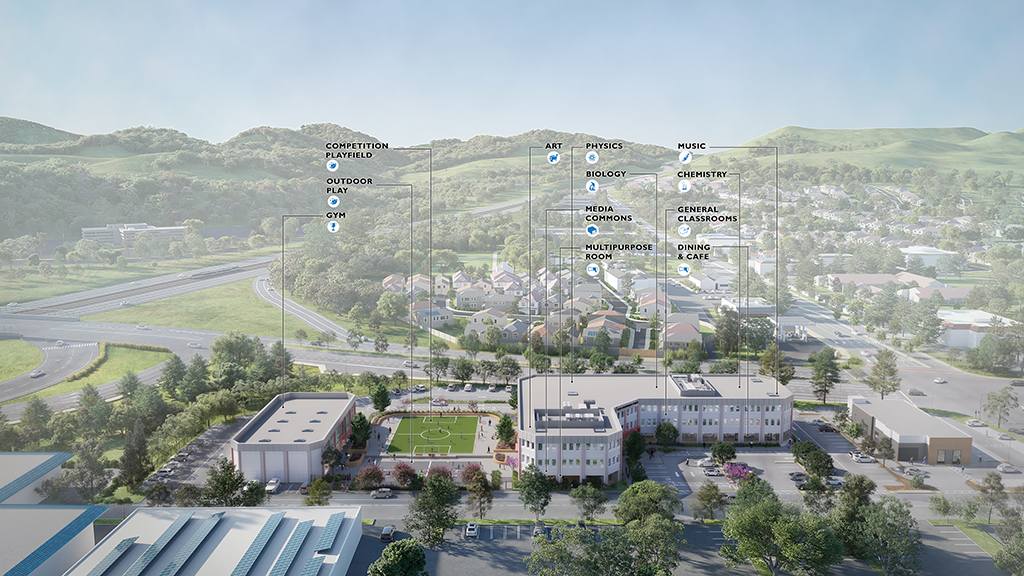 COMPETITION
PLAYFIELD
OUTDOOR
PLAY
GYM
ART
PHYSICS
BIOLOGY
MEDIA
COMMONS
MULTIPURPOSE
ROOM
MUSIC
CHEMISTRY
GENERAL
CLASSROOMS
DINING
& CAFE